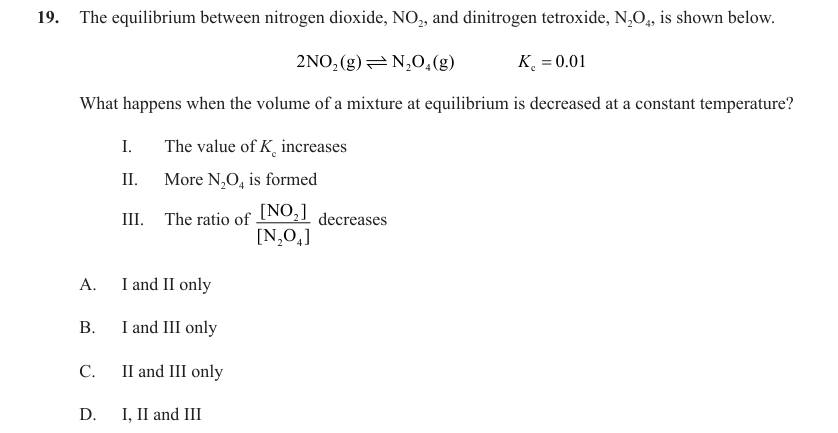 19. The equilibrium between nitrogen dioxide, NO₂, and dinitrogen tetroxide, N₂O₄, is shown below.
2NO₂(g) ⇌ N₂O₄(g) K_c = 0.01
What happens when the volume of a mixture at equilibrium is decreased at a constant temperature?
I. The value of K_c increases
II. More N₂O₄ is formed
III. The ratio of [NO₂]/[N₂O₄] decreases
A. I and II only
B. I and III only
C. II and III only
D. I, II and III